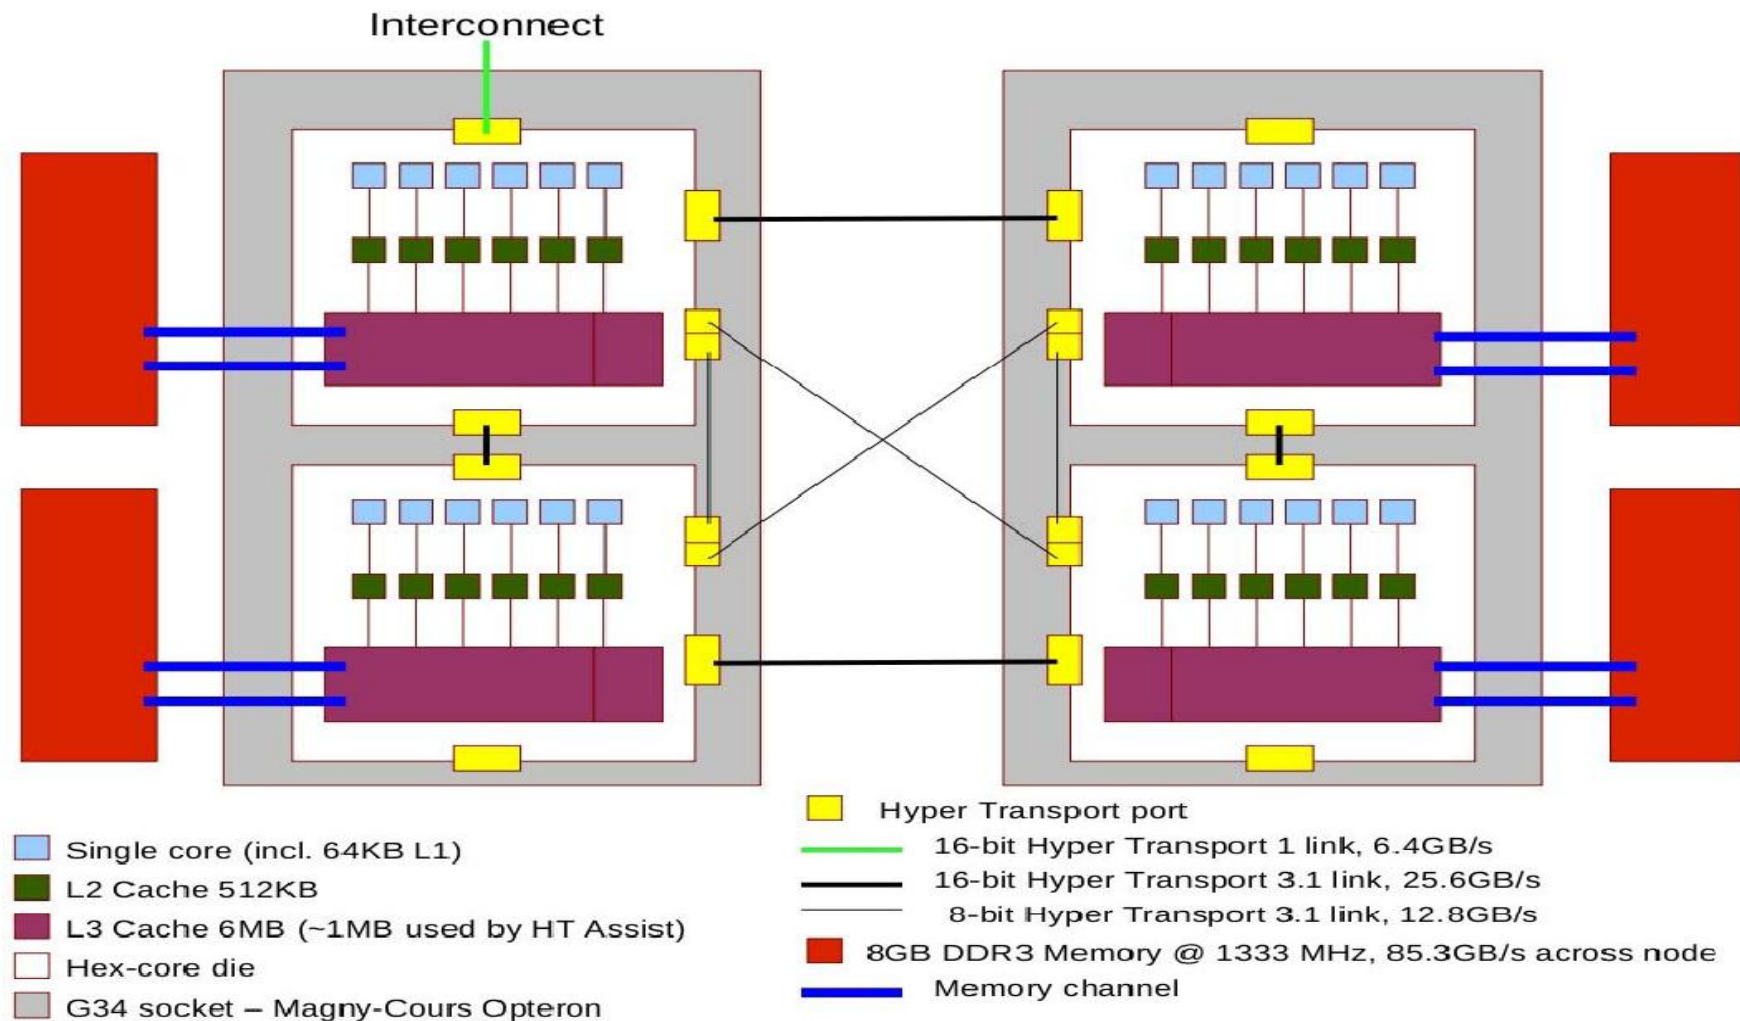 Interconnect
Single core (incl. 64KB L1)
L2 Cache 512KB
L3 Cache 6MB (~1MB used by HT Assist)
Hex-core die
G34 socket – Magny-Cours Opteron
Hyper Transport port
16-bit Hyper Transport 1 link, 6.4GB/s
16-bit Hyper Transport 3.1 link, 25.6GB/s
8-bit Hyper Transport 3.1 link, 12.8GB/s
8GB DDR3 Memory @ 1333 MHz, 85.3GB/s across node
Memory channel